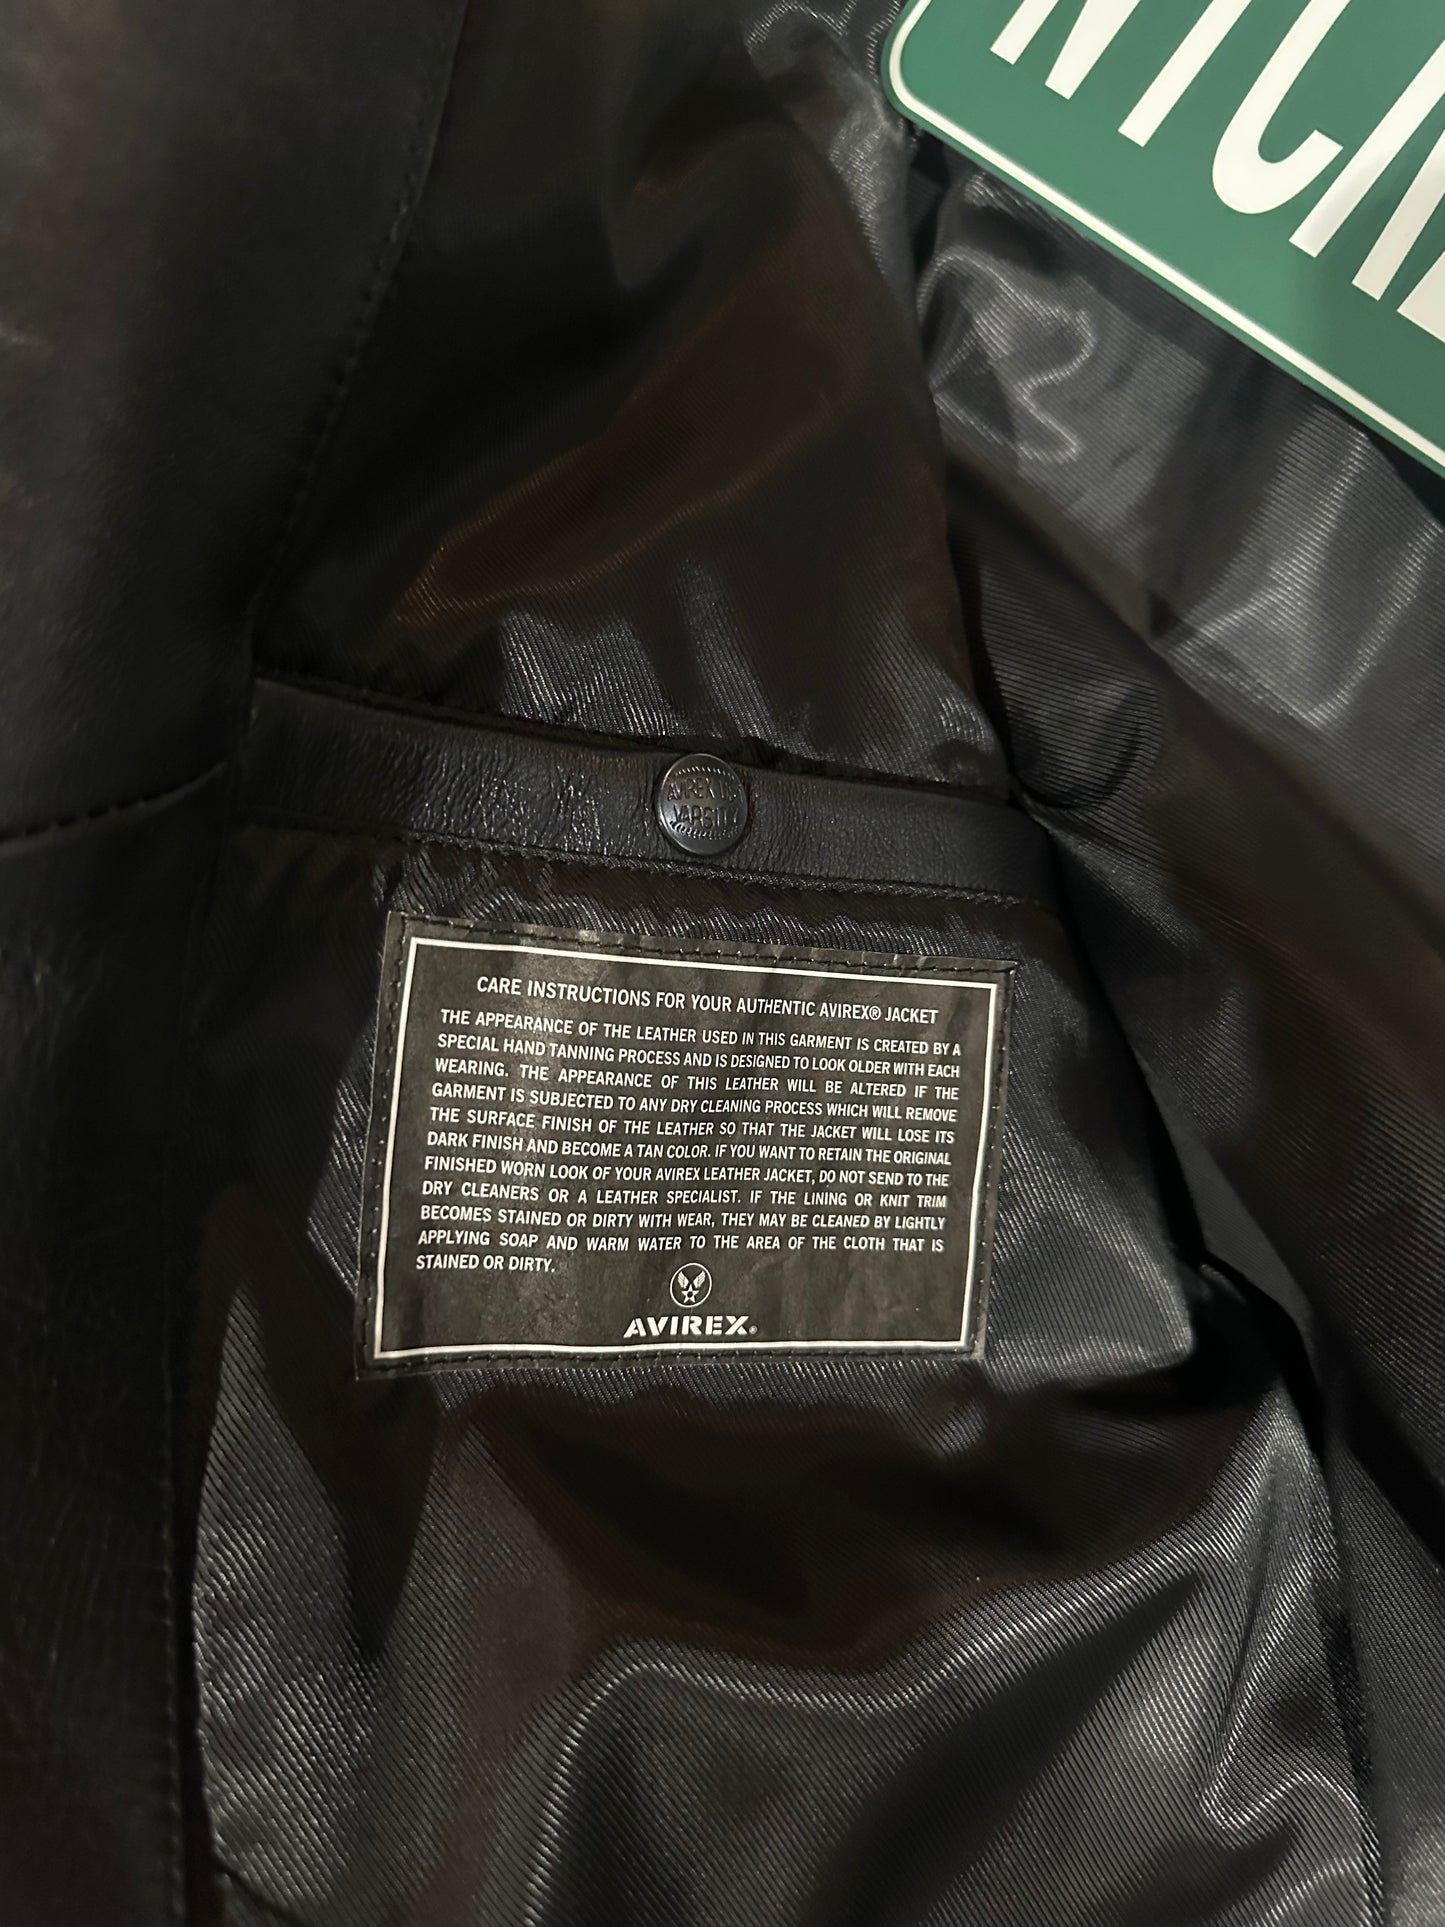 NYCK
AVIREX
VARSITY
CARE INSTRUCTIONS FOR YOUR AUTHENTIC AVIREX® JACKET
THE APPEARANCE OF THE LEATHER USED IN THIS GARMENT IS CREATED BY A
SPECIAL HAND TANNING PROCESS AND IS DESIGNED TO LOOK OLDER WITH EACH
WEARING. THE APPEARANCE OF THIS LEATHER WILL BE ALTERED IF THE
GARMENT IS SUBJECTED TO ANY DRY CLEANING PROCESS WHICH WILL REMOVE
THE SURFACE FINISH OF THE LEATHER SO THAT THE JACKET WILL LOSE ITS
DARK FINISH AND BECOME A TAN COLOR. IF YOU WANT TO RETAIN THE ORIGINAL
FINISHED WORN LOOK OF YOUR AVIREX LEATHER JACKET, DO NOT SEND TO THE
DRY CLEANERS OR A LEATHER SPECIALIST. IF THE LINING OR KNIT TRIM
BECOMES STAINED OR DIRTY WITH WEAR, THEY MAY BE CLEANED BY LIGHTLY
APPLYING SOAP AND WARM WATER TO THE AREA OF THE CLOTH THAT IS
STAINED OR DIRTY.
AVIREX®